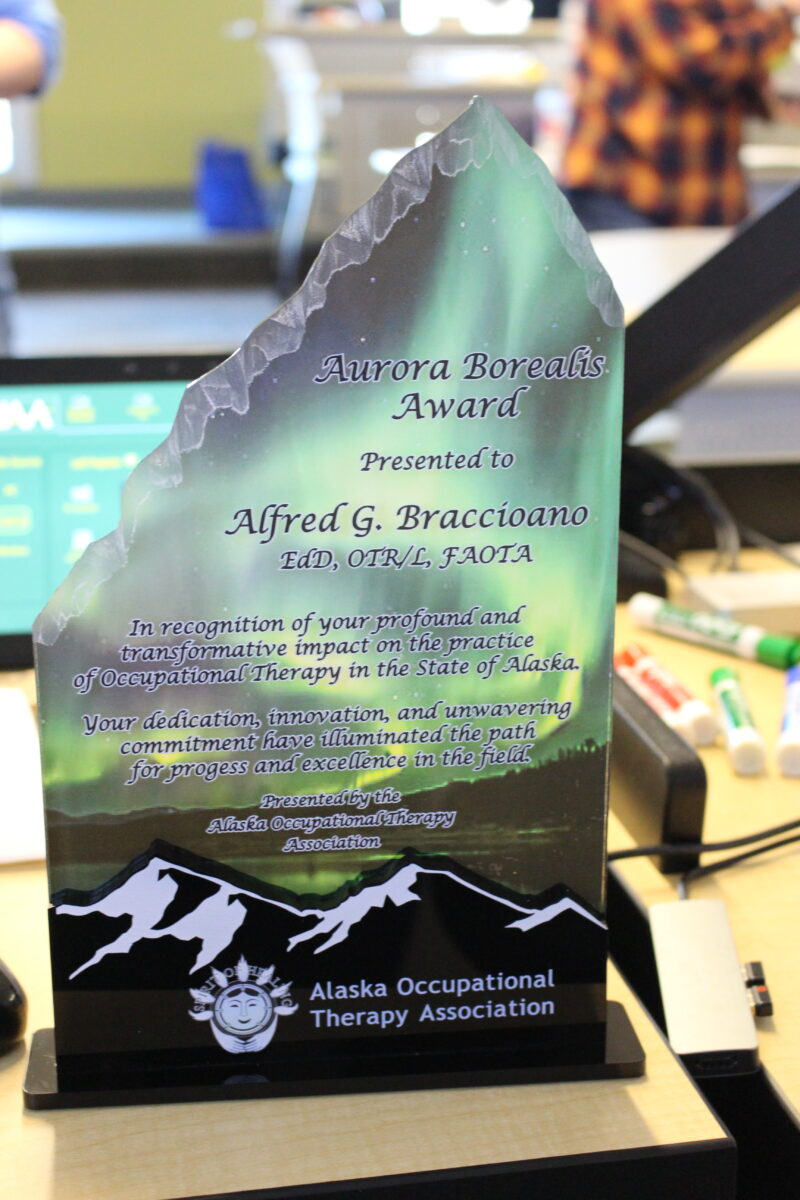 Aurora Borealis
Award
Presented to
Alfred G. Braccioano
EdD, OTR/L, FAOTA
In recognition of your profound and
transformative impact on the practice
of Occupational Therapy in the State of Alaska.
Your dedication, innovation, and unwavering
commitment have illuminated the path
for progess and excellence in the field.
Presented by the
Alaska Occupational Therapy
Association
SPIRIT OF HEALING
Alaska Occupational
Therapy Association